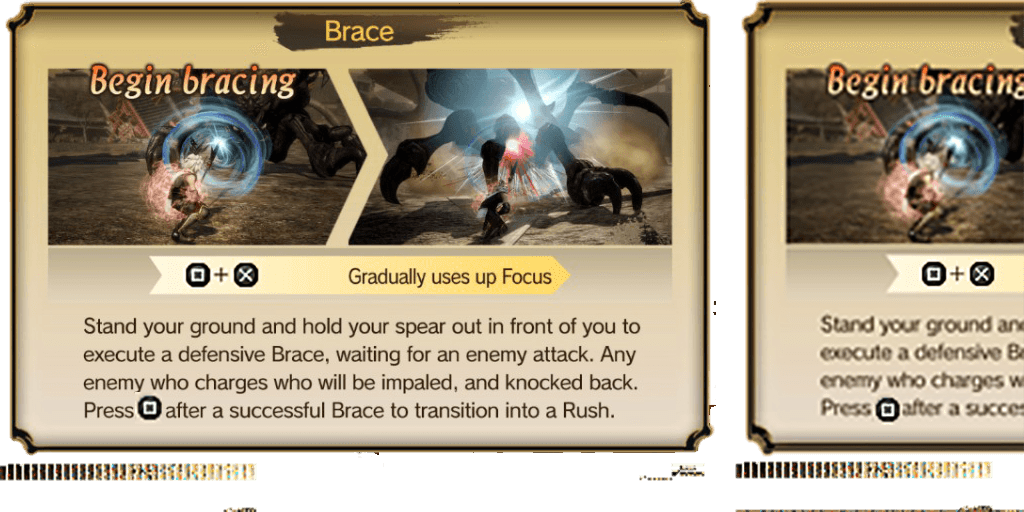 Brace
Begin bracing
+
Gradually uses up Focus
Stand your ground and hold your spear out in front of you to
execute a defensive Brace, waiting for an enemy attack. Any
enemy who charges who will be impaled, and knocked back.
Press after a successful Brace to transition into a Rush.
Begin bracing
+
Stand your ground and
execute a defensive
enemy who charges
Press after a